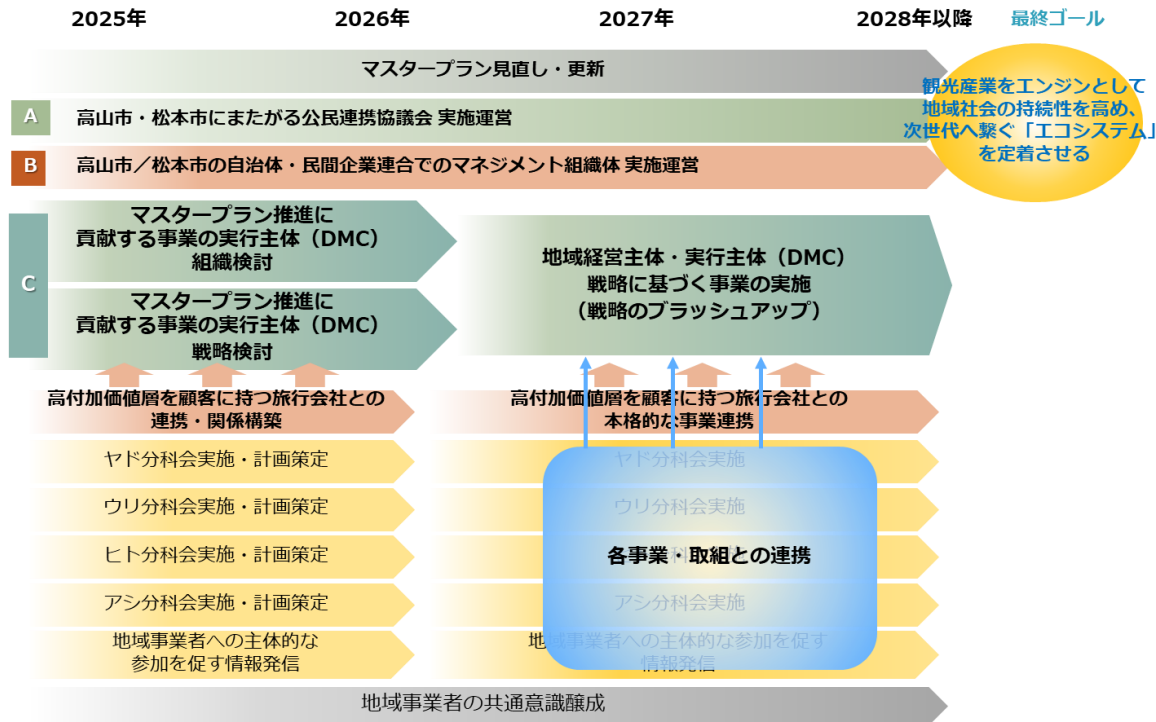 2025年
2026年
2027年
2028年以降
最終ゴール
マスタープラン見直し・更新
観光産業をエンジンとして
地域社会の持続性を高め、
次世代へ繋ぐ「エコシステム」
を定着させる
A
高山市・松本市にまたがる公民連携協議会 実施運営
B
高山市／松本市の自治体・民間企業連合でのマネジメント組織体 実施運営
C
マスタープラン推進に
貢献する事業の実行主体（DMC）
組織検討
マスタープラン推進に
貢献する事業の実行主体（DMC）
戦略検討
地域経営主体・実行主体（DMC）
戦略に基づく事業の実施
（戦略のブラッシュアップ）
高付加価値層を顧客に持つ旅行会社との
連携・関係構築
高付加価値層を顧客に持つ旅行会社との
本格的な事業連携
ヤド分科会実施・計画策定
ヤド分科会実施
ウリ分科会実施・計画策定
ウリ分科会実施
ヒト分科会実施・計画策定
各事業・取組との連携
アシ分科会実施・計画策定
アシ分科会実施
地域事業者への主体的な
参加を促す情報発信
地域事業者への主体的な参加を促す
情報発信
地域事業者の共通意識醸成